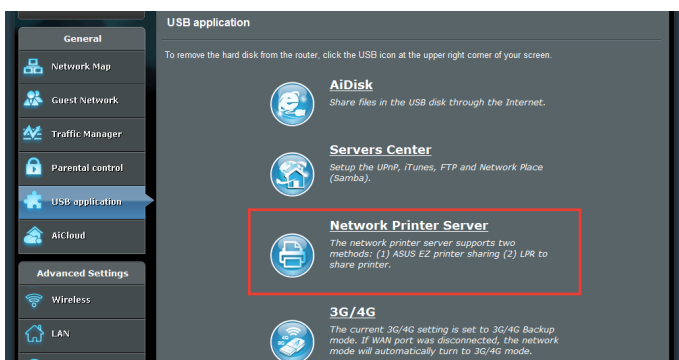 USB application
General
To remove the hard disk from the router, click the USB icon at the upper right corner of your screen.
Network Map
Guest Network
Traffic Manager
Parental control
USB application
AiCloud
Advanced Settings
Wireless
LAN
AiDisk
Share files in the USB disk through the Internet.
Servers Center
Setup the UPnP, iTunes, FTP and Network Place
(Samba).
Network Printer Server
The network printer server supports two
methods: (1) ASUS EZ printer sharing (2) LPR to
share printer.
3G/4G
The current 3G/4G setting is set to 3G/4G Backup
mode. If WAN port was disconnected, the network
mode will automatically turn to 3G/4G mode.